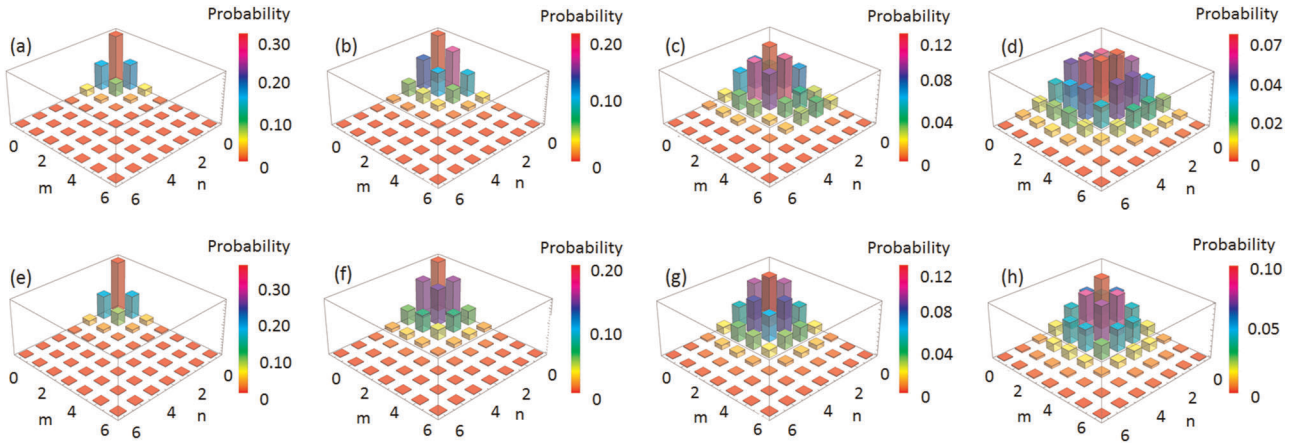 Probability Probability Probability Probability
(a) (b) (c) (d)
0.30 0.20 0.12 0.07
0.20 0.10 0.08 0.04
0.10 0.04 0.02
0 0 0 0
0 0 0 0 0 0 0 0
2 2 2 2 2 2 2 2
m 4 4 n m 4 4 n m 4 4 n m 4 4 n
6 6 6 6 6 6 6 6
Probability Probability Probability Probability
(e) (f) (g) (h)
0.30 0.20 0.12 0.10
0.20 0.10 0.08 0.05
0.10 0.04
0 0 0 0
0 0 0 0 0 0 0 0
2 2 2 2 2 2 2 2
m 4 4 n m 4 4 n m 4 4 n m 4 4 n
6 6 6 6 6 6 6 6